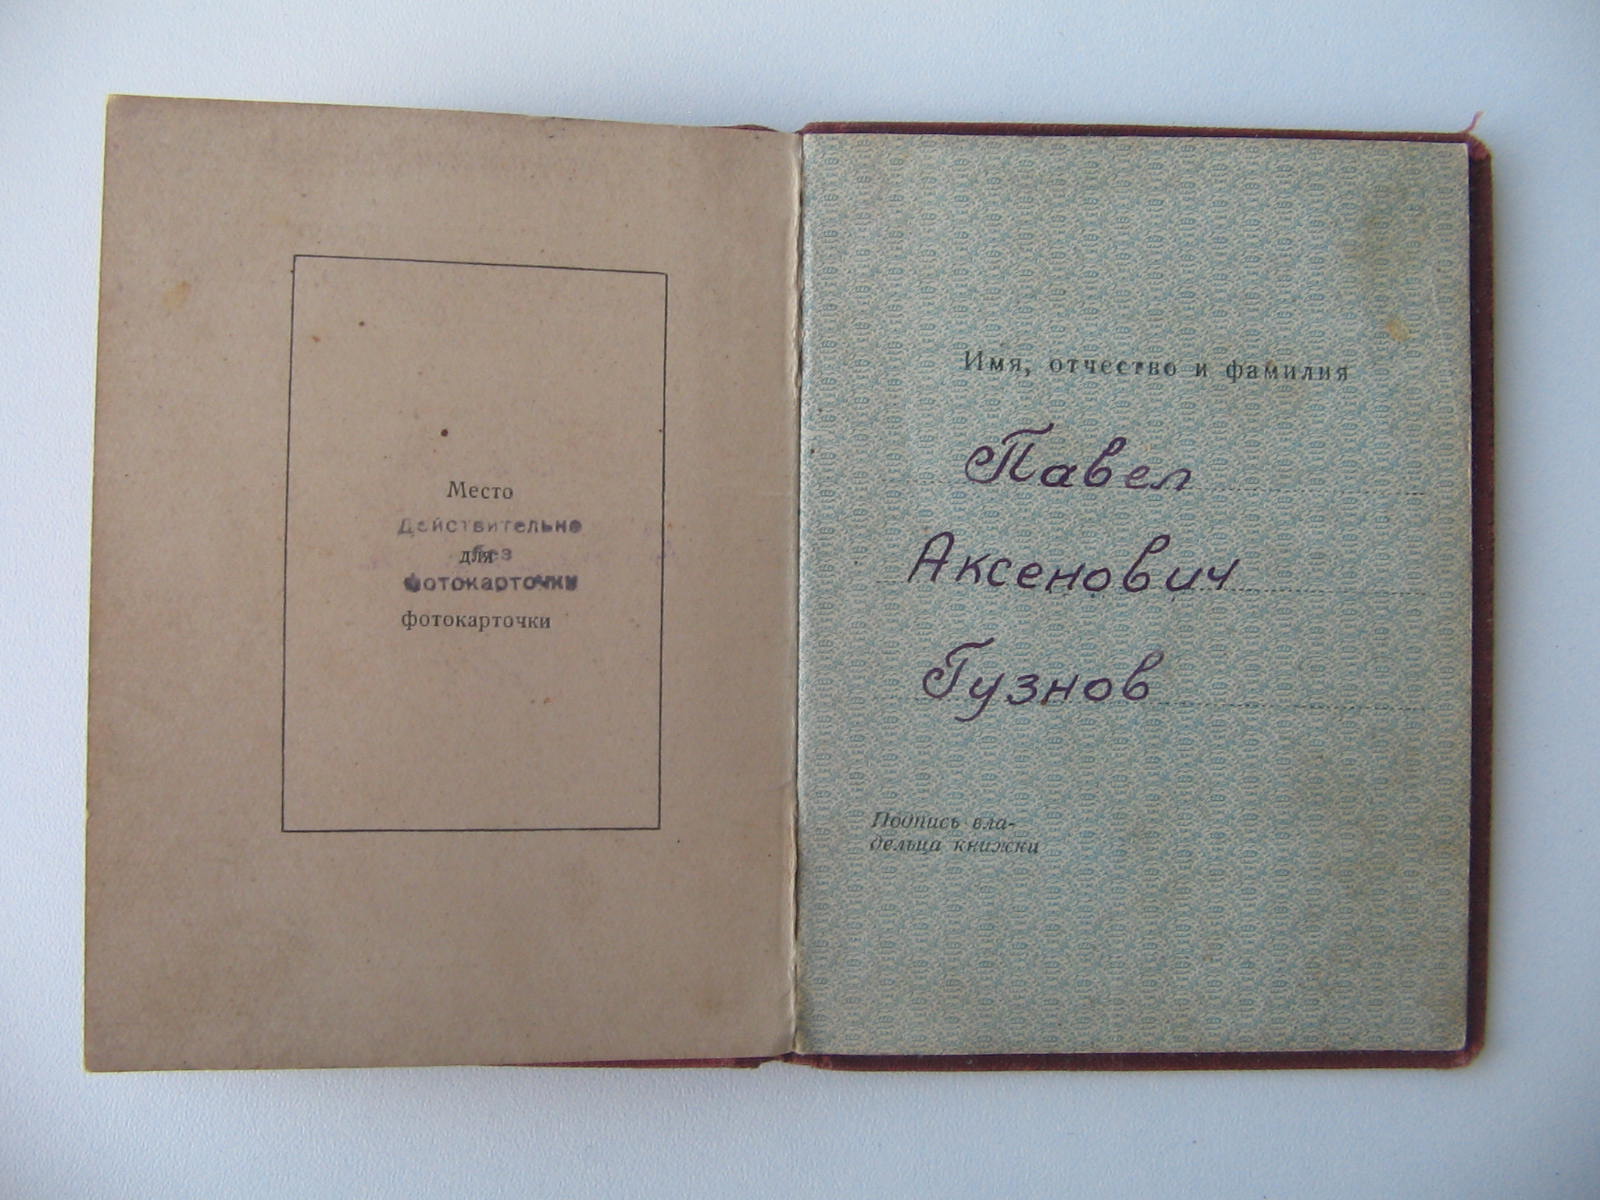 Место
Действительно
для
без
фотокарточки
фотокарточки
Имя, отчество и фамилия
Павел
Аксенович
Гузнов
Подпись вла-
дельца книжки